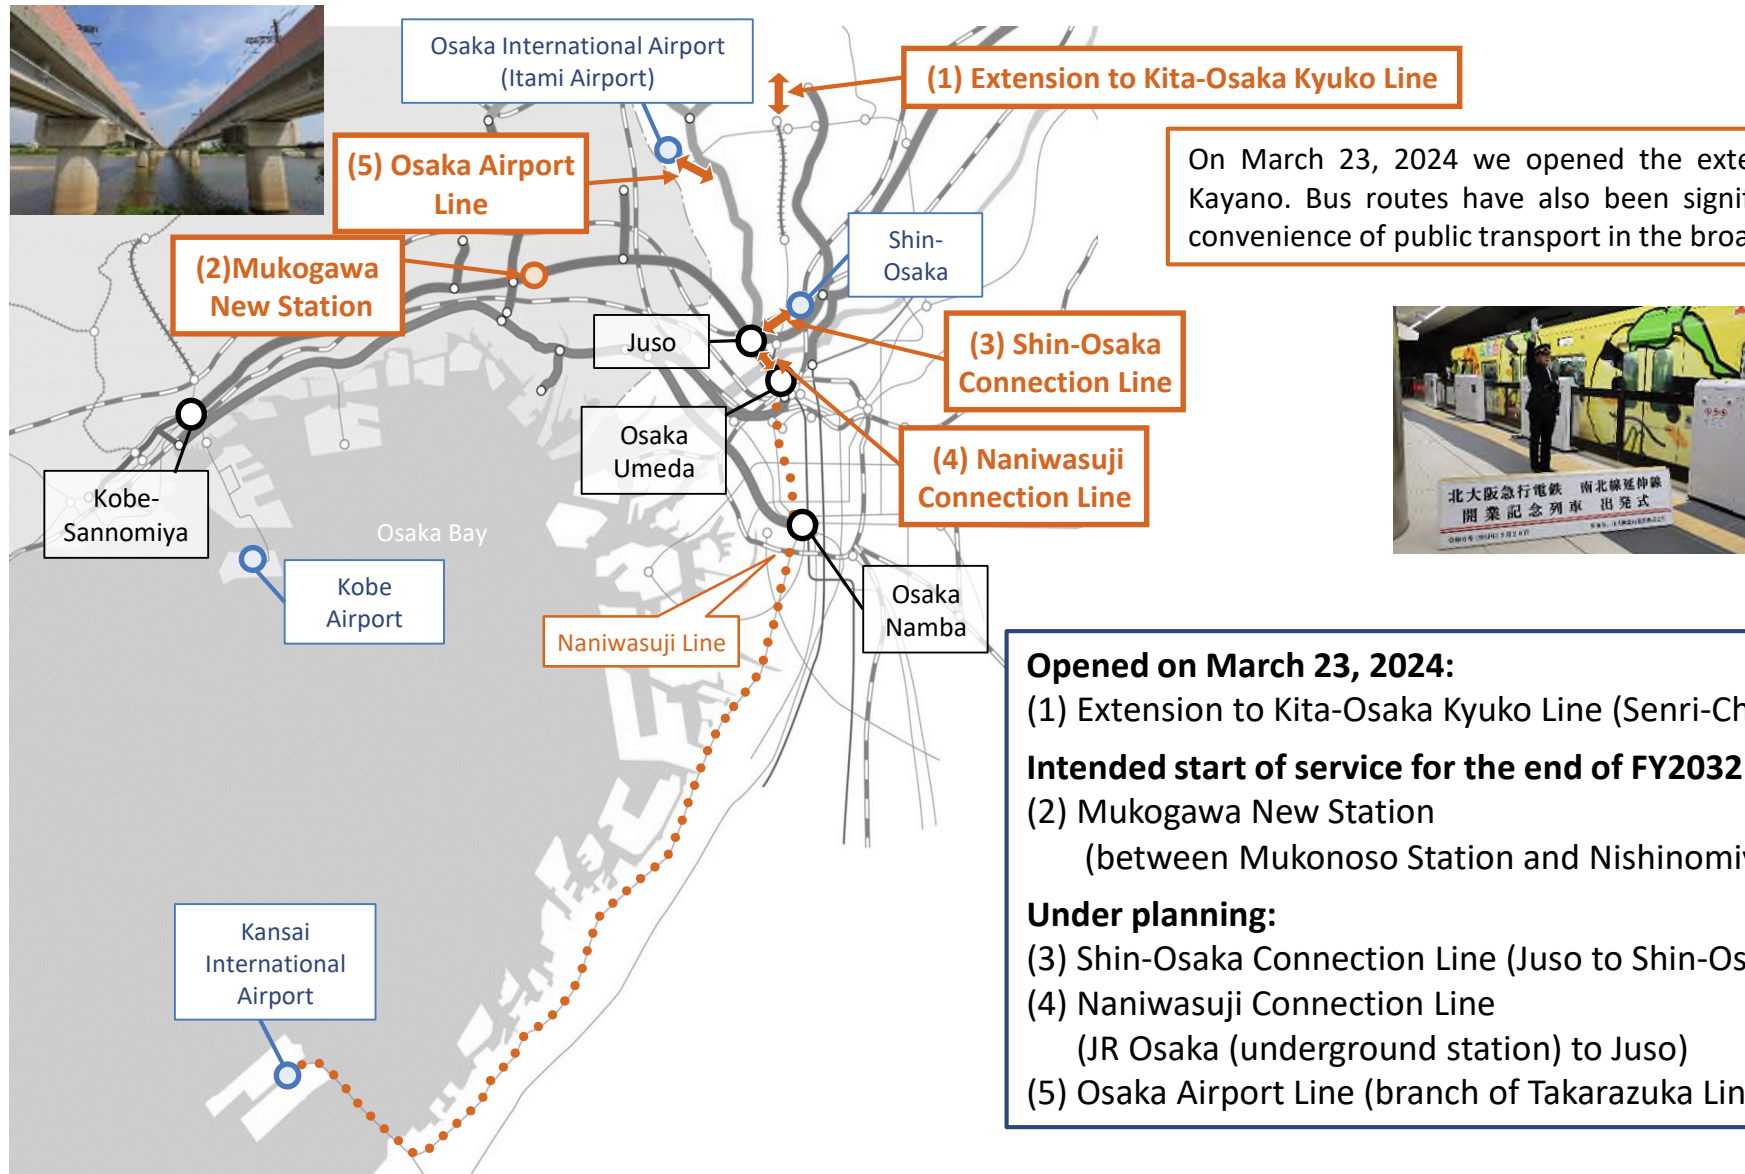 Osaka International Airport
(Itami Airport)
(1) Extension to Kita-Osaka Kyuko Line
(5) Osaka Airport
Line
On March 23, 2024 we opened the exte
Kayano. Bus routes have also been signif
convenience of public transport in the broa
(2)Mukogawa
New Station
Shin-
Osaka
Juso
(3) Shin-Osaka
Connection Line
Osaka
Umeda
(4) Naniwasuji
Connection Line
Kobe-
Sannomiya
Osaka Bay
北大阪急行電鉄 南北線延伸線
開業記念列車 出発式
Kobe
Airport
Osaka
Namba
Naniwasuji Line
Opened on March 23, 2024:
(1) Extension to Kita-Osaka Kyuko Line (Senri-Ch
Intended start of service for the end of FY2032
(2) Mukogawa New Station
(between Mukonoso Station and Nishinomiy
Under planning:
(3) Shin-Osaka Connection Line (Juso to Shin-Os
(4) Naniwasuji Connection Line
(JR Osaka (underground station) to Juso)
(5) Osaka Airport Line (branch of Takarazuka Lin
Kansai
International
Airport